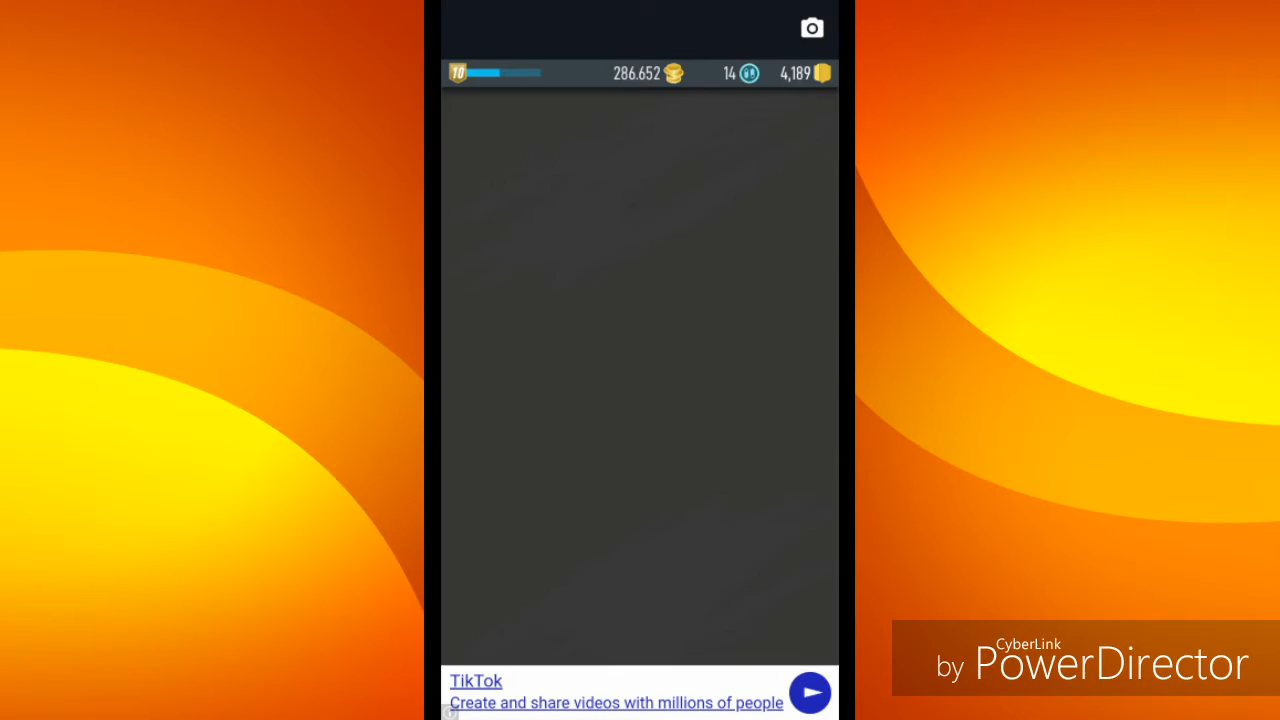 10 286.652 14 4,189
TikTok
Create and share videos with millions of people
CyberLink
by PowerDirector